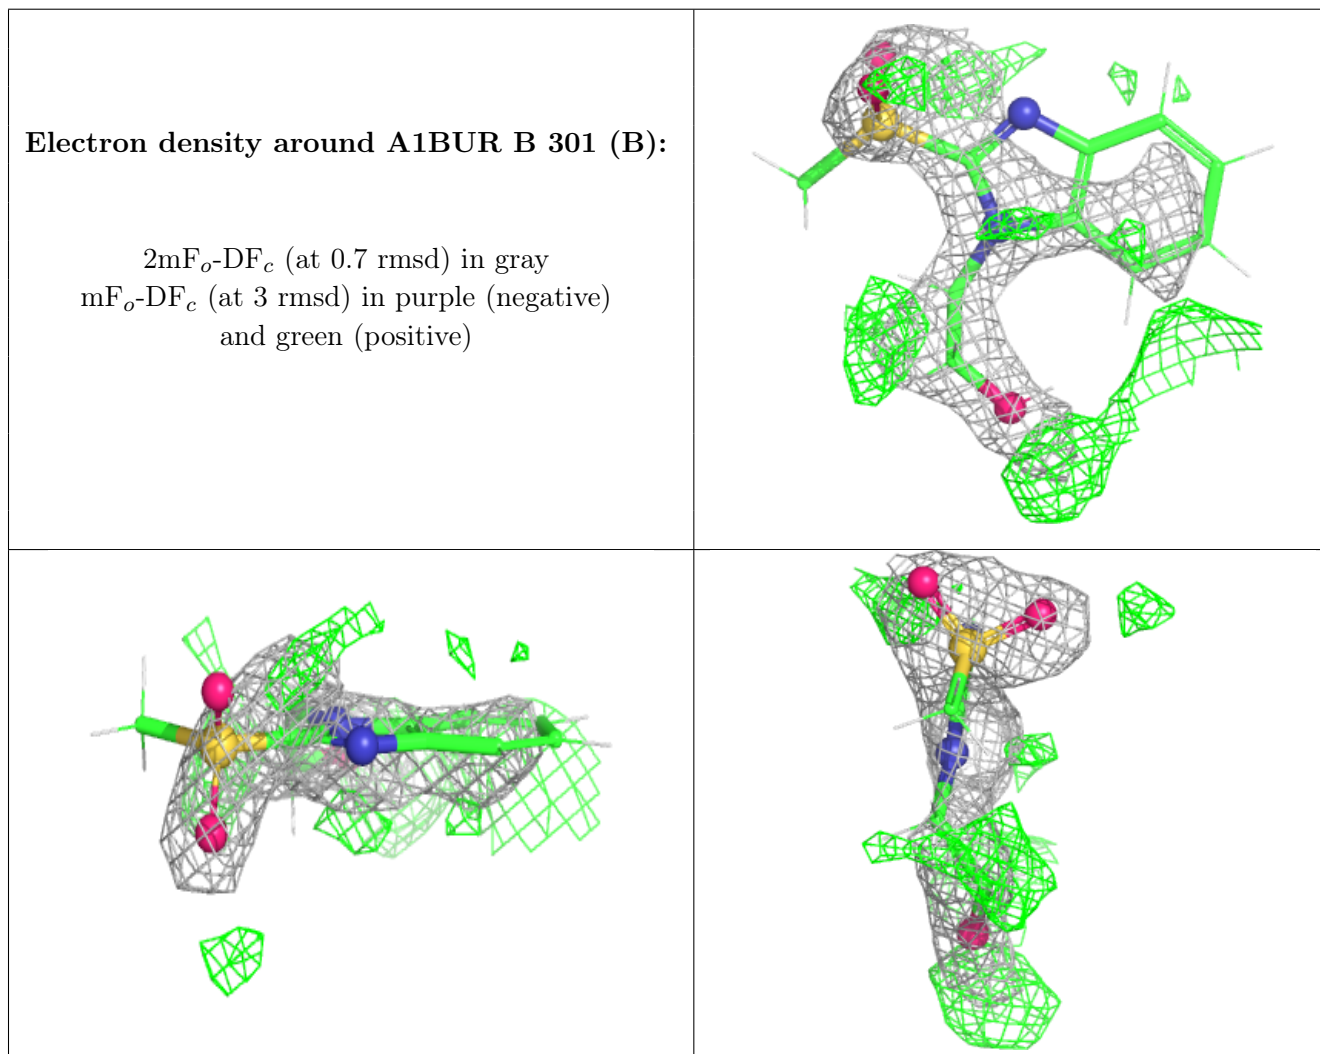 Electron density around A1BUR B 301 (B):
2mFo-DFc (at 0.7 rmsd) in gray
mFo-DFc (at 3 rmsd) in purple (negative)
and green (positive)